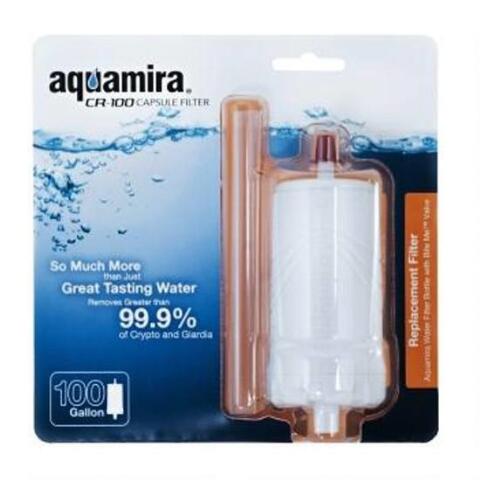 aquamira®
CR-100 CAPSULE FILTER
So Much More
than Just
Great Tasting Water
Removes Greater than
99.9%
of Crypto and Giardia
100
Gallon
Replacement Filter
Aquamira Water Filter Bottle with Bite Me™ Valve